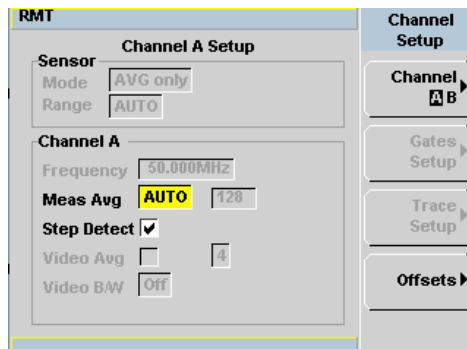 RMT
Channel A Setup
Sensor
Mode AVG only
Range AUTO
Channel A
Frequency 50.000MHz
Meas Avg AUTO 128
Step Detect
Video Avg 4
Video B/W Off
Channel Setup
Channel
A B
Gates
Setup
Trace
Setup
Offsets